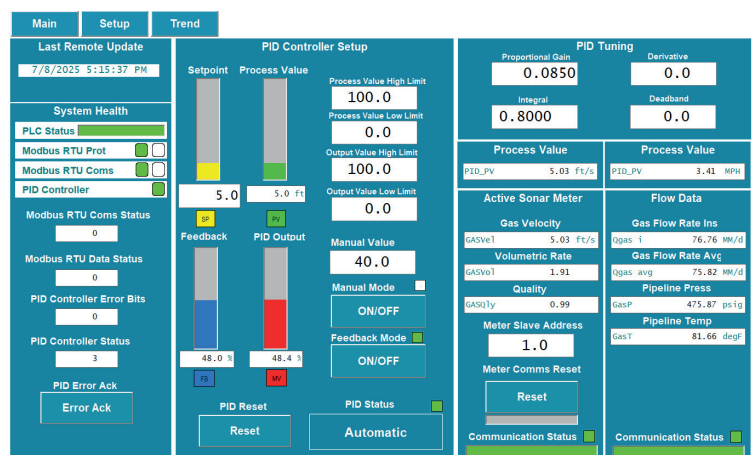 Main Setup Trend
Last Remote Update
7/8/2025 5:15:37 PM
System Health
PLC Status
Modbus RTU Prot
Modbus RTU Coms
PID Controller
Modbus RTU Coms Status
0
Modbus RTU Data Status
0
PID Controller Error Bits
0
PID Controller Status
3
PID Error Ack
Error Ack
PID Controller Setup
Setpoint Process Value
5.0 5.0 ft
SP PV
Feedback PID Output
48.0 % 48.4 %
FB MV
Process Value High Limit
100.0
Process Value Low Limit
0.0
Output Value High Limit
100.0
Output Value Low Limit
0.0
Manual Value
40.0
Manual Mode
ON/OFF
Feedback Mode
ON/OFF
PID Reset
Reset
PID Status
Automatic
PID Tuning
Proportional Gain Derivative
0.0850 0.0
Integral Deadband
0.8000 0.0
Process Value
PID_PV 5.03 ft/s
Process Value
PID_PV 3.41 MPH
Active Sonar Meter
Gas Velocity
GASVel 5.03 ft/s
Volumetric Rate
GASVol 1.91
Quality
GASQly 0.99
Meter Slave Address
1.0
Meter Comms Reset
Reset
Communication Status
Flow Data
Gas Flow Rate Ins
Qgas i 76.76 MM/d
Gas Flow Rate Avg
Qgas avg 75.82 MM/d
Pipeline Press
GasP 475.87 psig
Pipeline Temp
GasT 81.66 degF
Communication Status